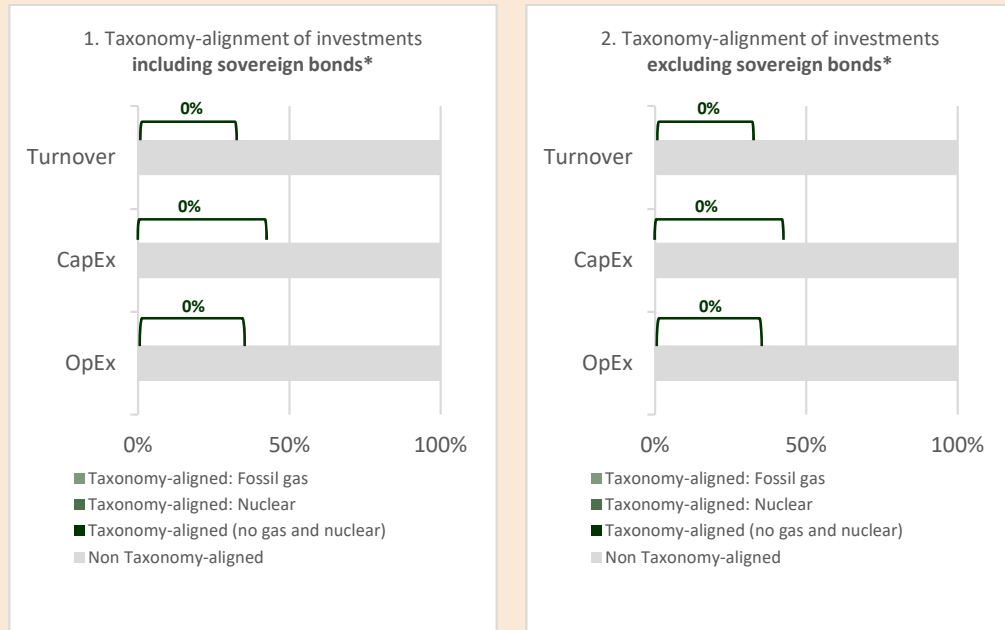 1. Taxonomy-alignment of investments
including sovereign bonds*
0%
Turnover
0%
CapEx
0%
OpEx
0% 50% 100%
Taxonomy-aligned: Fossil gas
Taxonomy-aligned: Nuclear
Taxonomy-aligned (no gas and nuclear)
Non Taxonomy-aligned
2. Taxonomy-alignment of investments
excluding sovereign bonds*
0%
Turnover
0%
CapEx
0%
OpEx
0% 50% 100%
Taxonomy-aligned: Fossil gas
Taxonomy-aligned: Nuclear
Taxonomy-aligned (no gas and nuclear)
Non Taxonomy-aligned